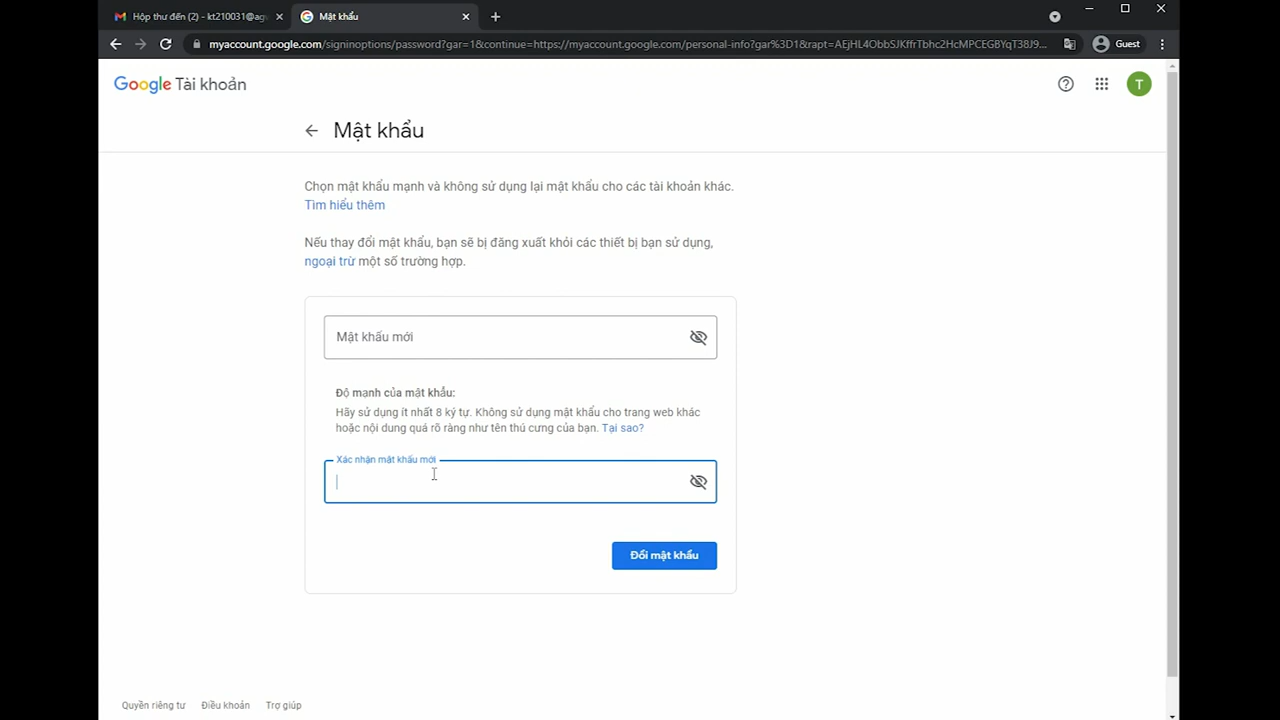 Hộp thư đến (2) - kt210031@ag
Mật khẩu
myaccount.google.com/signinoptions/password?gar=1&continue=https://myaccount.google.com/personal-info?gar%3D1&rapt=AEjHL4ObbSJKffrTbhc2HcMPCEGBYqT38J9...
Guest
Google Tài khoản
T
Mật khẩu
Chọn mật khẩu mạnh và không sử dụng lại mật khẩu cho các tài khoản khác.
Tìm hiểu thêm
Nếu thay đổi mật khẩu, bạn sẽ bị đăng xuất khỏi các thiết bị bạn sử dụng,
ngoại trừ một số trường hợp.
Mật khẩu mới
Độ mạnh của mật khẩu:
Hãy sử dụng ít nhất 8 ký tự. Không sử dụng mật khẩu cho trang web khác
hoặc nội dung quá rõ ràng như tên thú cưng của bạn. Tại sao?
Xác nhận mật khẩu mới
Đổi mật khẩu
Quyền riêng tư Điều khoản Trợ giúp